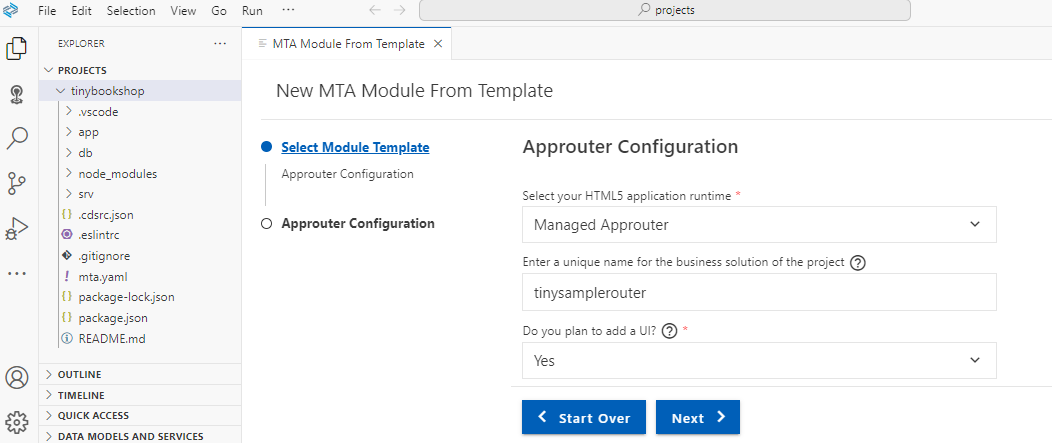 File Edit Selection View Go Run ··· projects
EXPLORER ···
MTA Module From Template
PROJECTS
tinybookshop
.vscode
app
db
node_modules
srv
.cdsrc.json
.eslintrc
.gitignore
mta.yaml
package-lock.json
package.json
README.md
OUTLINE
TIMELINE
QUICK ACCESS
DATA MODELS AND SERVICES
New MTA Module From Template
Select Module Template
Approuter Configuration
Approuter Configuration
Approuter Configuration
Select your HTML5 application runtime *
Managed Approuter
Enter a unique name for the business solution of the project
tinysamplerouter
Do you plan to add a UI? *
Yes
Start Over Next